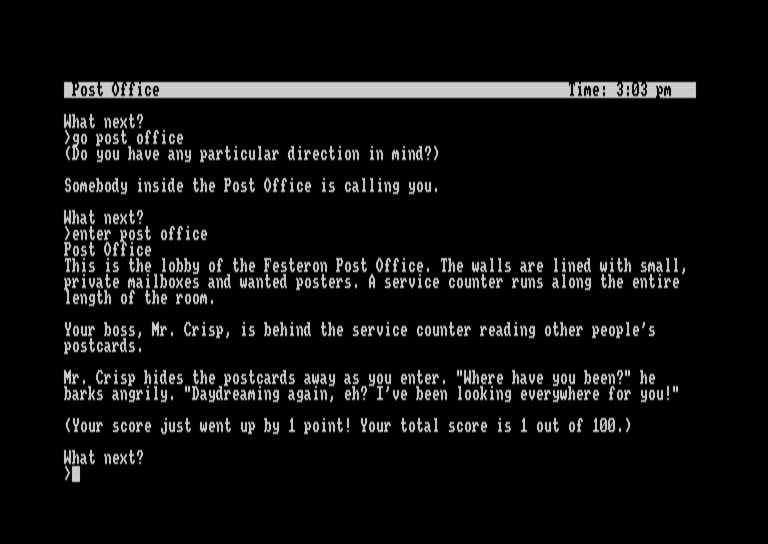 Post Office Time: 3:03 pm
What next?
>go post office
(Do you have any particular direction in mind?)
Somebody inside the Post Office is calling you.
What next?
>enter post office
Post Office
This is the lobby of the Festeron Post Office. The walls are lined with small,
private mailboxes and wanted posters. A service counter runs along the entire
length of the room.
Your boss, Mr. Crisp, is behind the service counter reading other people's
postcards.
Mr. Crisp hides the postcards away as you enter. "Where have you been?" he
barks angrily. "Daydreaming again, eh? I've been looking everywhere for you!"
(Your score just went up by 1 point! Your total score is 1 out of 100.)
What next?
>